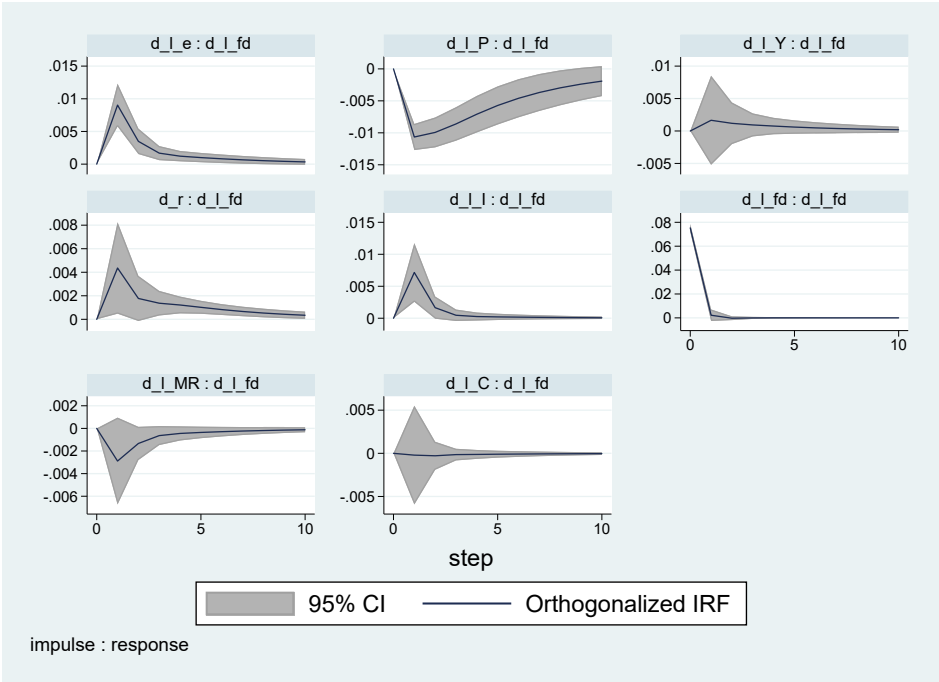 d_l_e : d_l_fd
.015
.01
.005
0
d_l_P : d_l_fd
0
-.005
-.01
-.015
d_l_Y : d_l_fd
.01
.005
0
-.005
d_r : d_l_fd
.008
.006
.004
.002
0
d_l_I : d_l_fd
.015
.01
.005
0
d_l_fd : d_l_fd
.08
.06
.04
.02
0
0 5 10
d_l_MR : d_l_fd
.002
0
-.002
-.004
-.006
0 5 10
d_l_C : d_l_fd
.005
0
-.005
0 5 10
step
95% CI Orthogonalized IRF
impulse : response